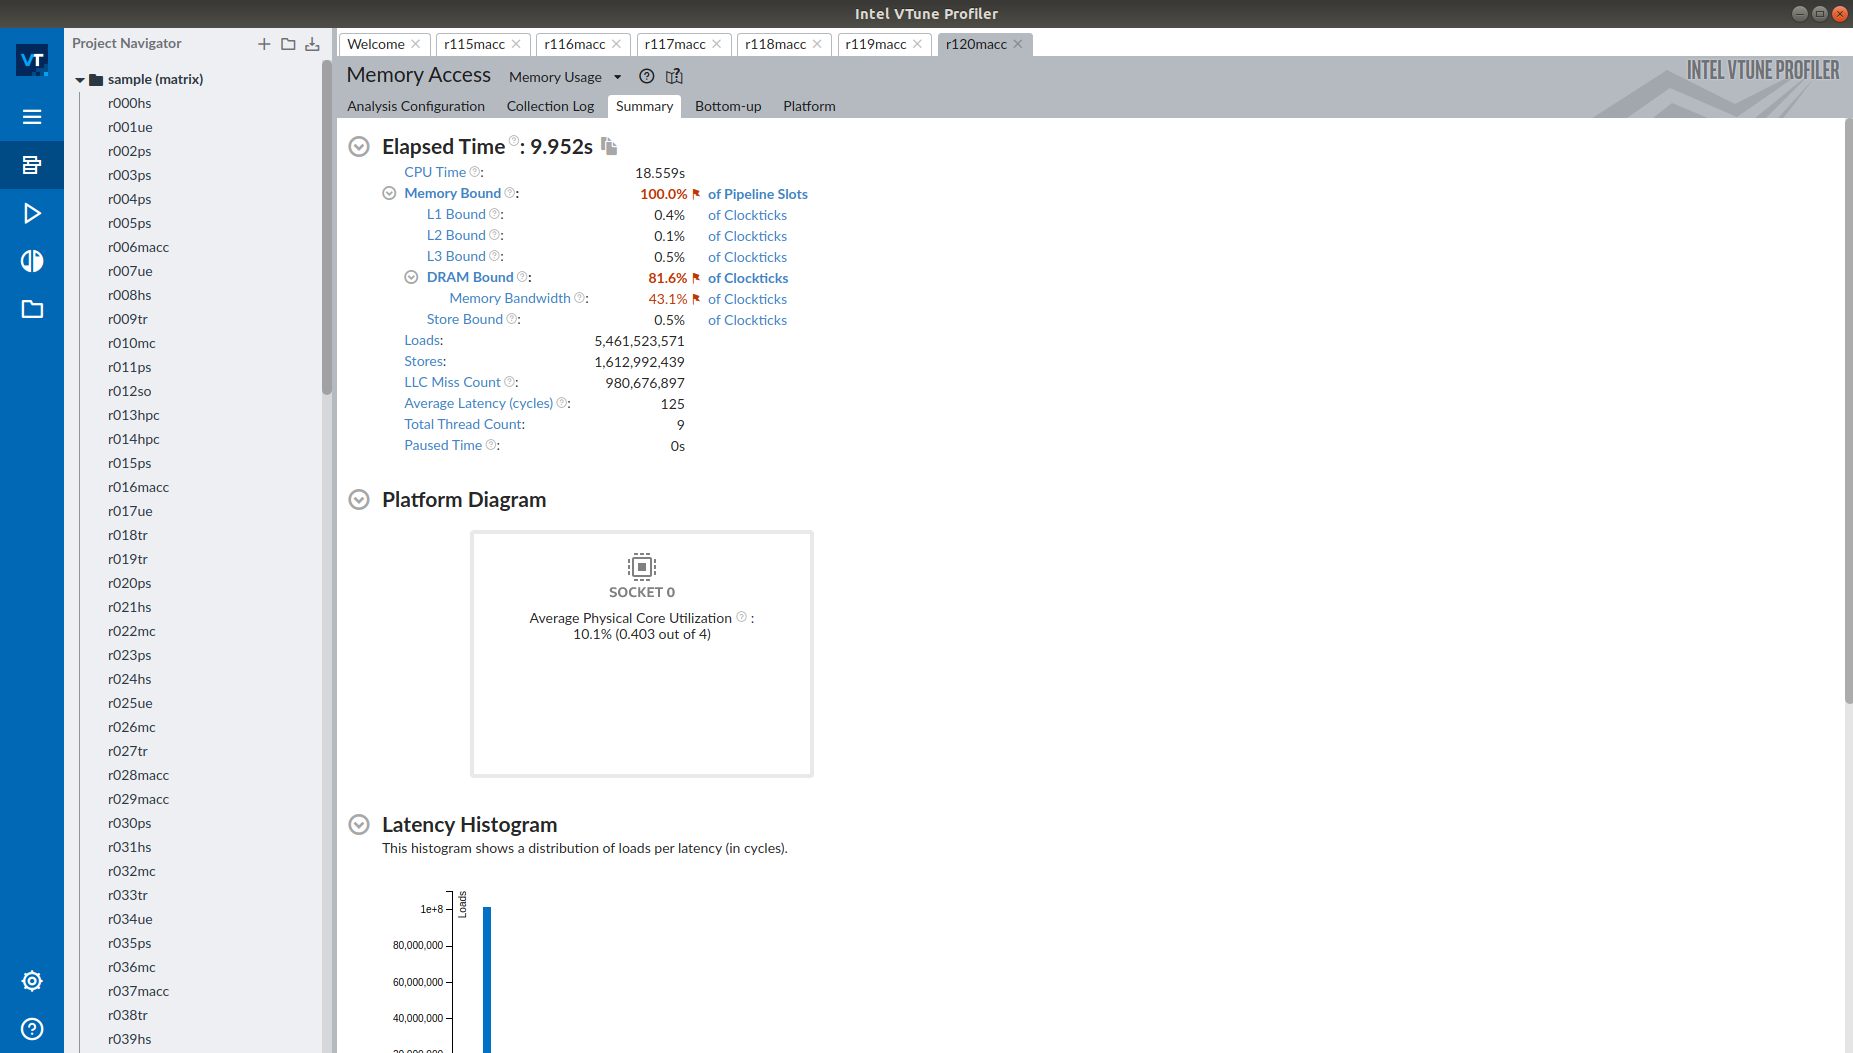 Intel VTune Profiler
VT
Project Navigator
sample (matrix)
r000hs
r001ue
r002ps
r003ps
r004ps
r005ps
r006macc
r007ue
r008hs
r009tr
r010mc
r011ps
r012so
r013hpc
r014hpc
r015ps
r016macc
r017ue
r018tr
r019tr
r020ps
r021hs
r022mc
r023ps
r024hs
r025ue
r026mc
r027tr
r028macc
r029macc
r030ps
r031hs
r032mc
r033tr
r034ue
r035ps
r036mc
r037macc
r038tr
r039hs
Welcome r115macc r116macc r117macc r118macc r119macc r120macc
Memory Access Memory Usage
INTEL VTUNE PROFILER
Analysis Configuration Collection Log Summary Bottom-up Platform
Elapsed Time : 9.952s
CPU Time : 18.559s
Memory Bound : 100.0% of Pipeline Slots
L1 Bound : 0.4% of Clockticks
L2 Bound : 0.1% of Clockticks
L3 Bound : 0.5% of Clockticks
DRAM Bound : 81.6% of Clockticks
Memory Bandwidth : 43.1% of Clockticks
Store Bound : 0.5% of Clockticks
Loads: 5,461,523,571
Stores: 1,612,992,439
LLC Miss Count : 980,676,897
Average Latency (cycles) : 125
Total Thread Count: 9
Paused Time : 0s
Platform Diagram
SOCKET 0
Average Physical Core Utilization :
10.1% (0.403 out of 4)
Latency Histogram
This histogram shows a distribution of loads per latency (in cycles).
Loads
1e+8
80,000,000
60,000,000
40,000,000
20,000,000